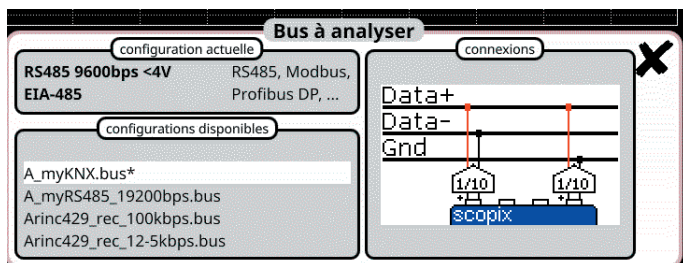 Bus à analyser
configuration actuelle
RS485 9600bps <4V RS485, Modbus,
EIA-485 Profibus DP, ...
configurations disponibles
A_myKNX.bus*
A_myRS485_19200bps.bus
Arinc429_rec_100kbps.bus
Arinc429_rec_12-5kbps.bus
connexions
Data+
Data-
Gnd
1/10 1/10
+ +
scopix